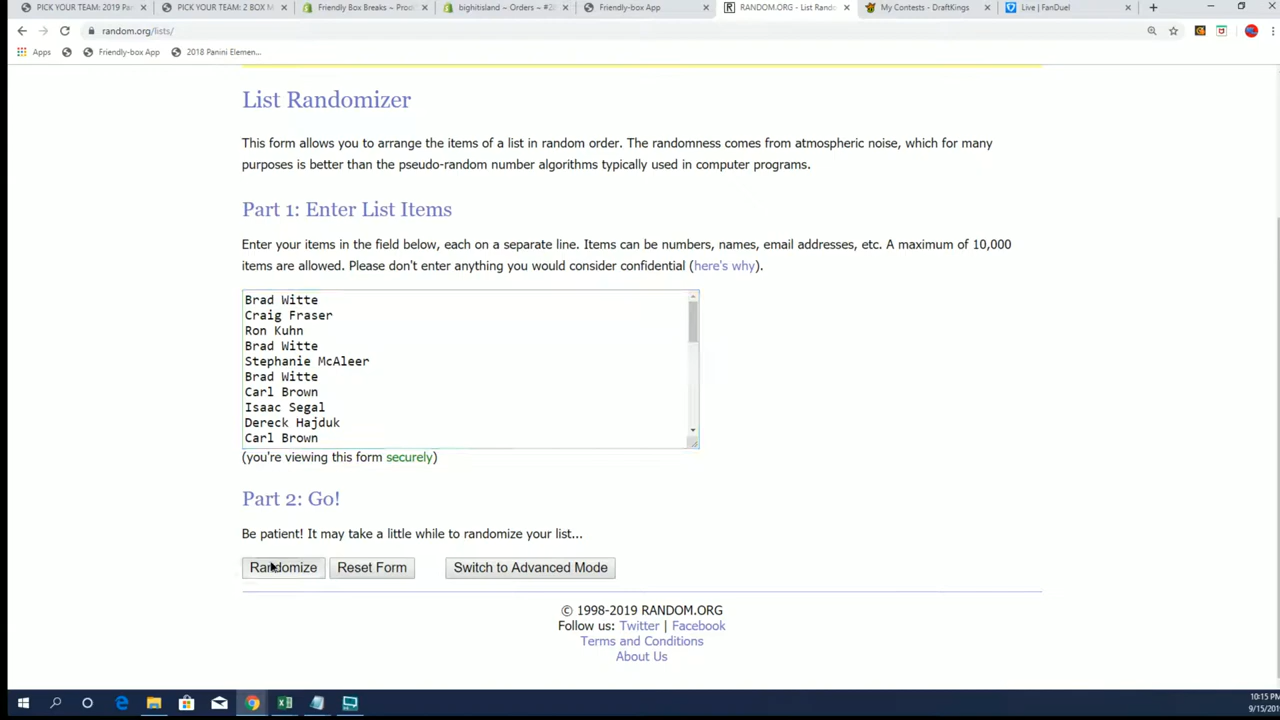 PICK YOUR TEAM: 2019 Pa
PICK YOUR TEAM: 2 BOX M
Friendly Box Breaks ~ Prod
bighitisland ~ Orders ~ #2
Friendly-box App
RANDOM.ORG - List Rand
My Contests - DraftKings
Live | FanDuel
random.org/lists/
Apps
Friendly-box App
2018 Panini Elemen...
List Randomizer
This form allows you to arrange the items of a list in random order. The randomness comes from atmospheric noise, which for many
purposes is better than the pseudo-random number algorithms typically used in computer programs.
Part 1: Enter List Items
Enter your items in the field below, each on a separate line. Items can be numbers, names, email addresses, etc. A maximum of 10,000
items are allowed. Please don't enter anything you would consider confidential (here's why).
Brad Witte
Craig Fraser
Ron Kuhn
Brad Witte
Stephanie McAleer
Brad Witte
Carl Brown
Isaac Segal
Dereck Hajduk
Carl Brown
(you're viewing this form securely)
Part 2: Go!
Be patient! It may take a little while to randomize your list...
Randomize
Reset Form
Switch to Advanced Mode
© 1998-2019 RANDOM.ORG
Follow us: Twitter | Facebook
Terms and Conditions
About Us
10:15 PM
9/15/201